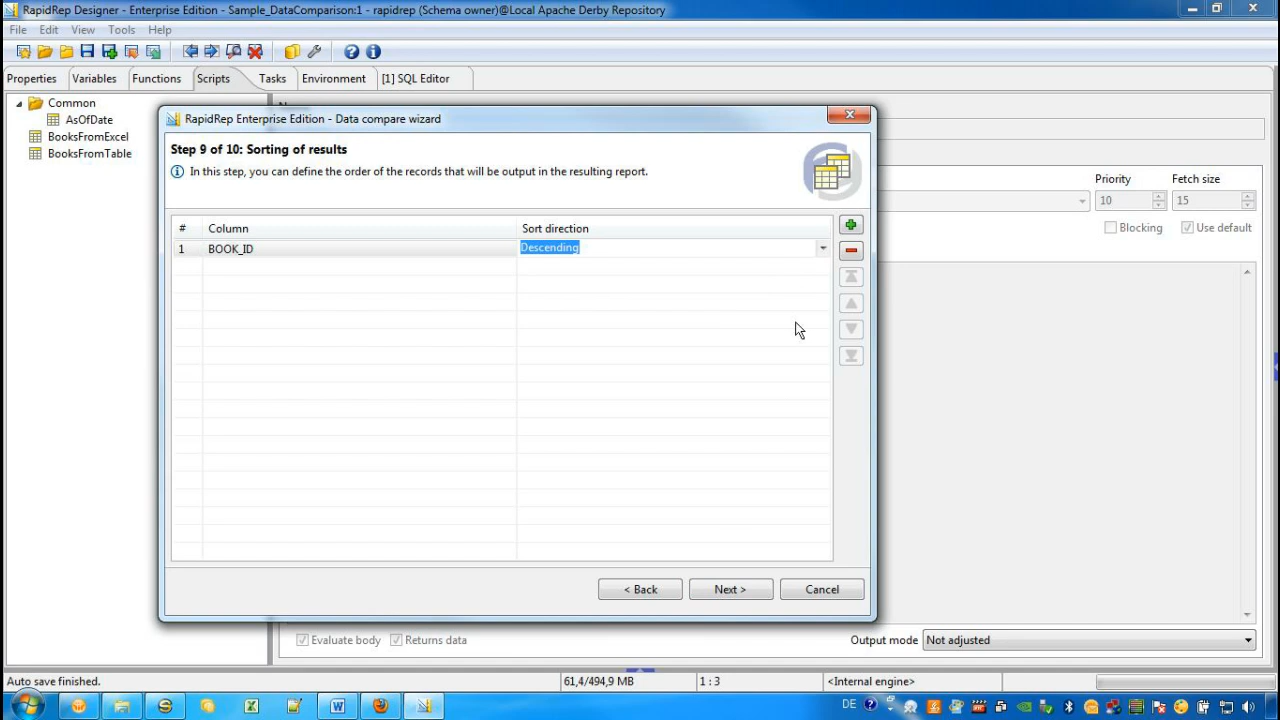 RapidRep Designer - Enterprise Edition - Sample_DataComparison:1 - rapidrep (Schema owner)@Local Apache Derby Repository
File Edit View Tools Help
Properties Variables Functions Scripts Tasks Environment [1] SQL Editor
Common
AsOfDate
BooksFromExcel
BooksFromTable
RapidRep Enterprise Edition - Data compare wizard
Step 9 of 10: Sorting of results
In this step, you can define the order of the records that will be output in the resulting report.
# Column Sort direction
1 BOOK_ID Descending
< Back Next > Cancel
Priority Fetch size
10 15
Blocking Use default
Evaluate body Returns data Output mode Not adjusted
Auto save finished. 61,4/494,9 MB 1 : 3 <Internal engine>
DE